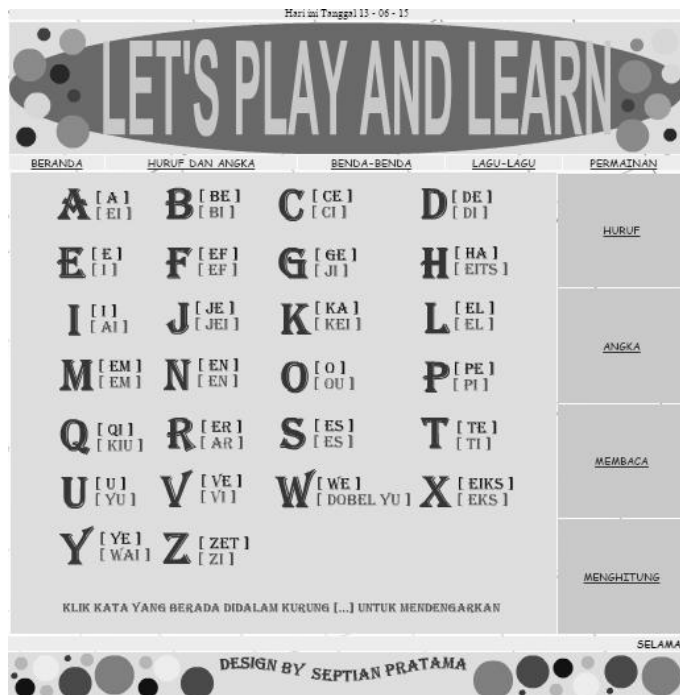 Hari ini Tanggal 13 - 06 - 15
LET'S PLAY AND LEARN
BERANDA HURUF DAN ANGKA BENDA-BENDA LAGU-LAGU PERMAINAN
A [ A ] B [ BE ] C [ CE ] D [ DE ]
[ EI ] [ BI ] [ CI ] [ DI ]
E [ E ] F [ EF ] G [ GE ] H [ HA ]
[ I ] [ EF ] [ JI ] [ EITS ]
I [ I ] J [ JE ] K [ KA ] L [ EL ]
[ AI ] [ JEI ] [ KEI ] [ EL ]
M [ EM ] N [ EN ] O [ O ] P [ PE ]
[ EM ] [ EN ] [ OU ] [ PI ]
Q [ QI ] R [ ER ] S [ ES ] T [ TE ]
[ KIU ] [ AR ] [ ES ] [ TI ]
U [ U ] V [ VE ] W [ WE ] X [ EIKS ]
[ YU ] [ VI ] [ DOBEL YU ] [ EKS ]
Y [ YE ] Z [ ZET ]
[ WAI ] [ ZI ]
KLIK KATA YANG BERADA DIDALAM KURUNG [...] UNTUK MENDENGARKAN
HURUF
ANGKA
MEMBACA
MENGHITUNG
SELAMA
DESIGN BY SEPTIAN PRATAMA